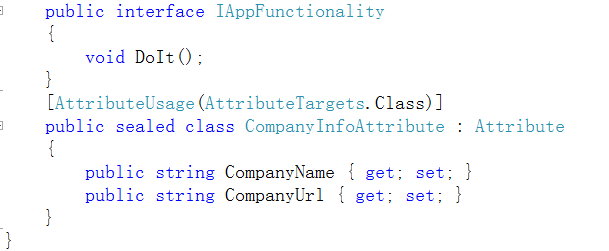 public interface IAppFunctionality
{
void DoIt();
}
[AttributeUsage(AttributeTargets.Class)]
public sealed class CompanyInfoAttribute : Attribute
{
public string CompanyName { get; set; }
public string CompanyUrl { get; set; }
}
}